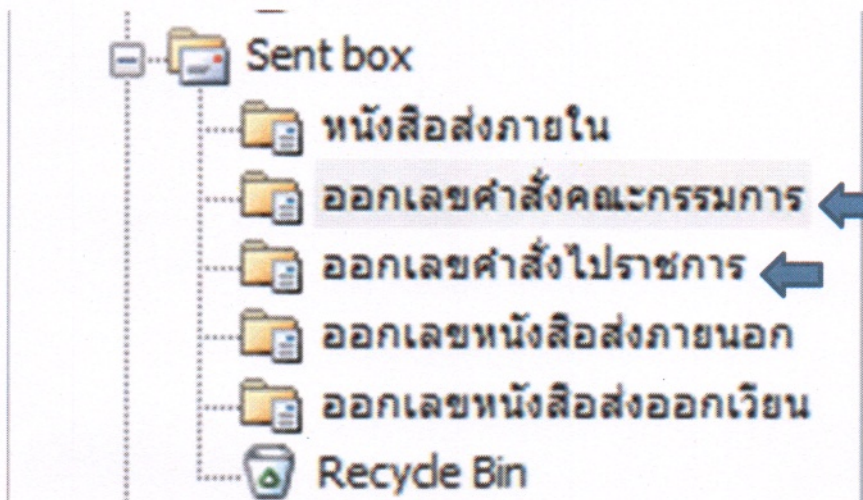 Sent box
หนังสือส่งภายใน
ออกเลขคำสั่งคณะกรรมการ
ออกเลขคำสั่งไปราชการ
ออกเลขหนังสือส่งภายนอก
ออกเลขหนังสือส่งออกเวียน
Recycle Bin